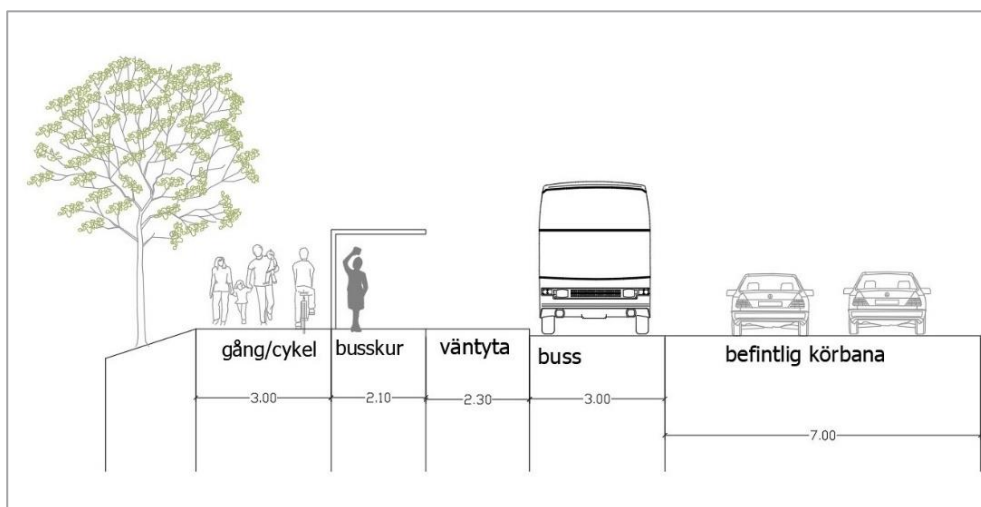 gång/cykel
busskur
väntyta
buss
befintlig körbana
3.00
2.10
2.30
3.00
7.00